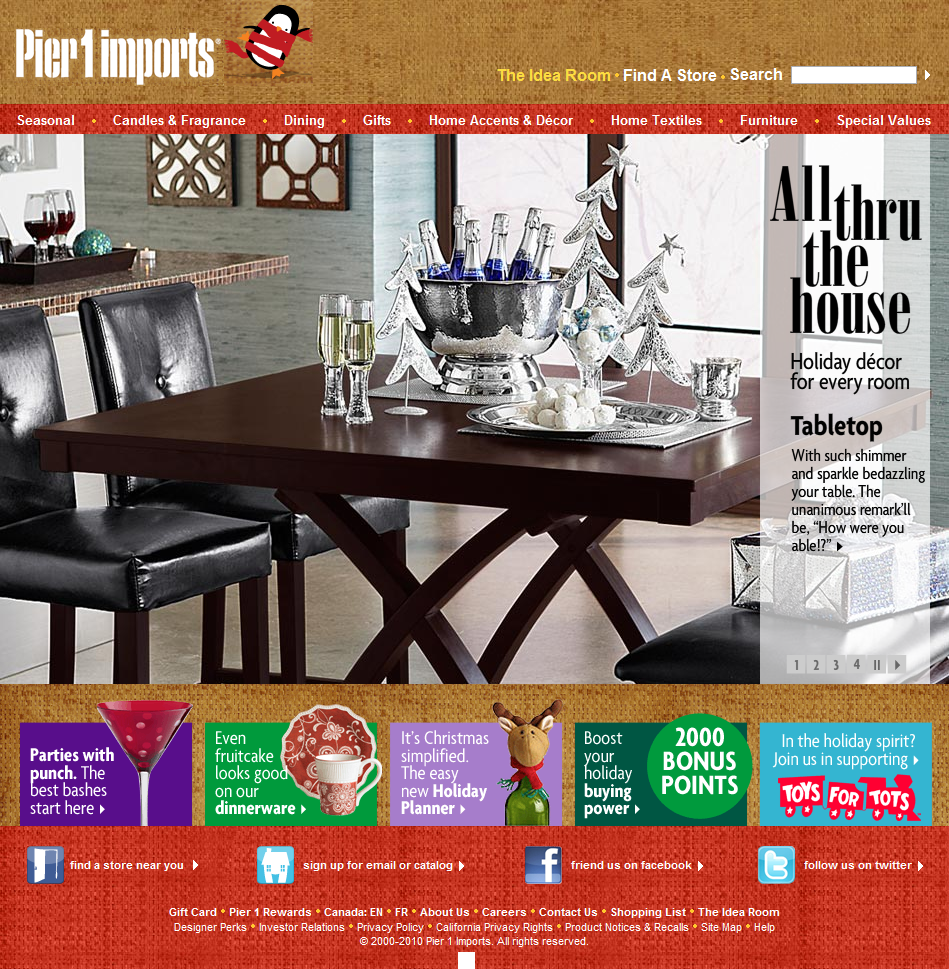 Pier 1 imports®
The Idea Room • Find A Store • Search
Seasonal • Candles & Fragrance • Dining • Gifts • Home Accents & Décor • Home Textiles • Furniture • Special Values
All
thru
the
house
Holiday décor
for every room
Tabletop
With such shimmer
and sparkle bedazzling
your table. The
unanimous remark'll
be, “How were you
able!?”
1 2 3 4
Parties with
punch. The
best bashes
start here
Even
fruitcake
looks good
on our
dinnerware
It's Christmas
simplified.
The easy
new Holiday
Planner
Boost
your
holiday
buying
power
2000
BONUS
POINTS
In the holiday spirit?
Join us in supporting
TOYS FOR TOTS
find a store near you
sign up for email or catalog
f
friend us on facebook
t
follow us on twitter
Gift Card • Pier 1 Rewards • Canada: EN • FR • About Us • Careers • Contact Us • Shopping List • The Idea Room
Designer Perks • Investor Relations • Privacy Policy • California Privacy Rights • Product Notices & Recalls • Site Map • Help
© 2000-2010 Pier 1 Imports. All rights reserved.